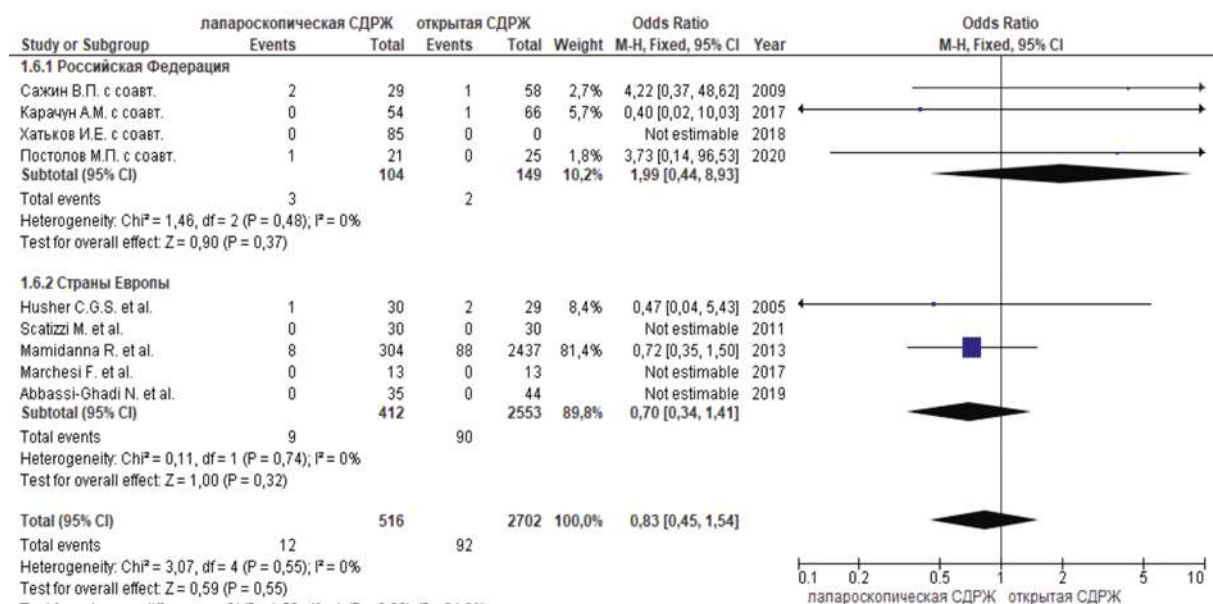 лапароскопическая СДРЖ открытая СДРЖ Odds Ratio Odds Ratio
Study or Subgroup Events Total Events Total Weight M-H, Fixed, 95% CI Year M-H, Fixed, 95% CI
1.6.1 Российская Федерация
Сажин В.П. с соавт. 2 29 1 58 2,7% 4,22 [0,37, 48,62] 2009
Карачун А.М. с соавт. 0 54 1 66 5,7% 0,40 [0,02, 10,03] 2017
Хатьков И.Е. с соавт. 0 85 0 0 Not estimable 2018
Постолов М.П. с соавт. 1 21 0 25 1,8% 3,73 [0,14, 96,53] 2020
Subtotal (95% CI) 104 149 10,2% 1,99 [0,44, 8,93]
Total events 3 2
Heterogeneity: Chi² = 1,46, df = 2 (P = 0,48); I² = 0%
Test for overall effect: Z = 0,90 (P = 0,37)
1.6.2 Страны Европы
Husher C.G.S. et al. 1 30 2 29 8,4% 0,47 [0,04, 5,43] 2005
Scatizzi M. et al. 0 30 0 30 Not estimable 2011
Mamidanna R. et al. 8 304 88 2437 81,4% 0,72 [0,35, 1,50] 2013
Marchesi F. et al. 0 13 0 13 Not estimable 2017
Abbassi-Ghadi N. et al. 0 35 0 44 Not estimable 2019
Subtotal (95% CI) 412 2553 89,8% 0,70 [0,34, 1,41]
Total events 9 90
Heterogeneity: Chi² = 0,11, df = 1 (P = 0,74); I² = 0%
Test for overall effect: Z = 1,00 (P = 0,32)
Total (95% CI) 516 2702 100,0% 0,83 [0,45, 1,54]
Total events 12 92
Heterogeneity: Chi² = 3,07, df = 4 (P = 0,55); I² = 0%
Test for overall effect: Z = 0,59 (P = 0,55)
0.1 0.2 0.5 1 2 5 10
лапароскопическая СДРЖ открытая СДРЖ